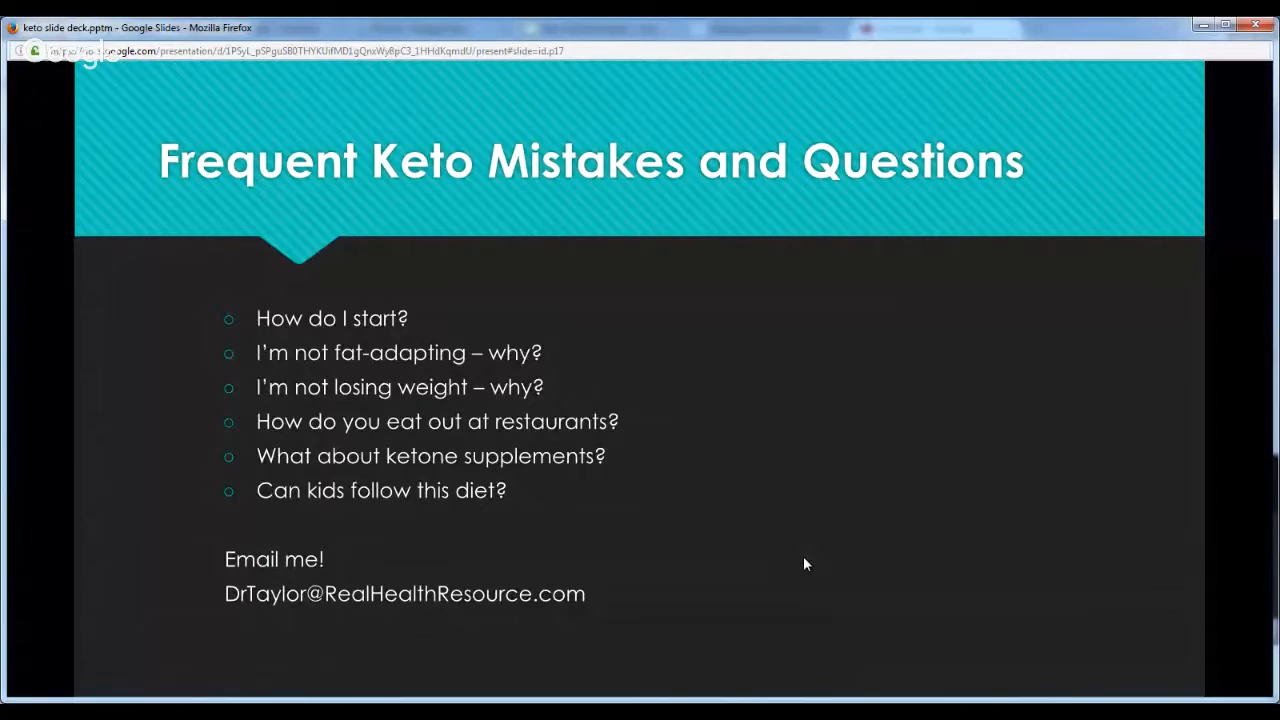 keto slide deck.pptm - Google Slides - Mozilla Firefox
Google
Frequent Keto Mistakes and Questions
How do I start?
I'm not fat-adapting – why?
I'm not losing weight – why?
How do you eat out at restaurants?
What about ketone supplements?
Can kids follow this diet?
Email me!
DrTaylor@RealHealthResource.com